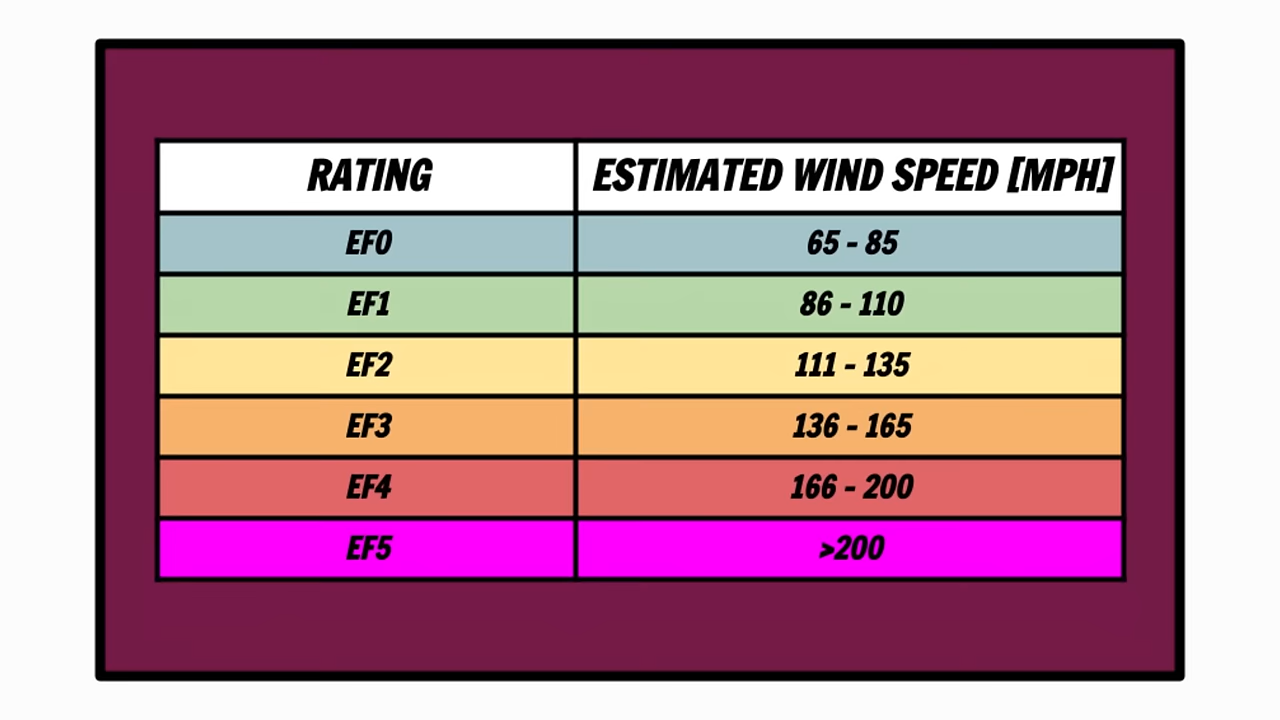 RATING ESTIMATED WIND SPEED [MPH]
EF0 65 - 85
EF1 86 - 110
EF2 111 - 135
EF3 136 - 165
EF4 166 - 200
EF5 >200